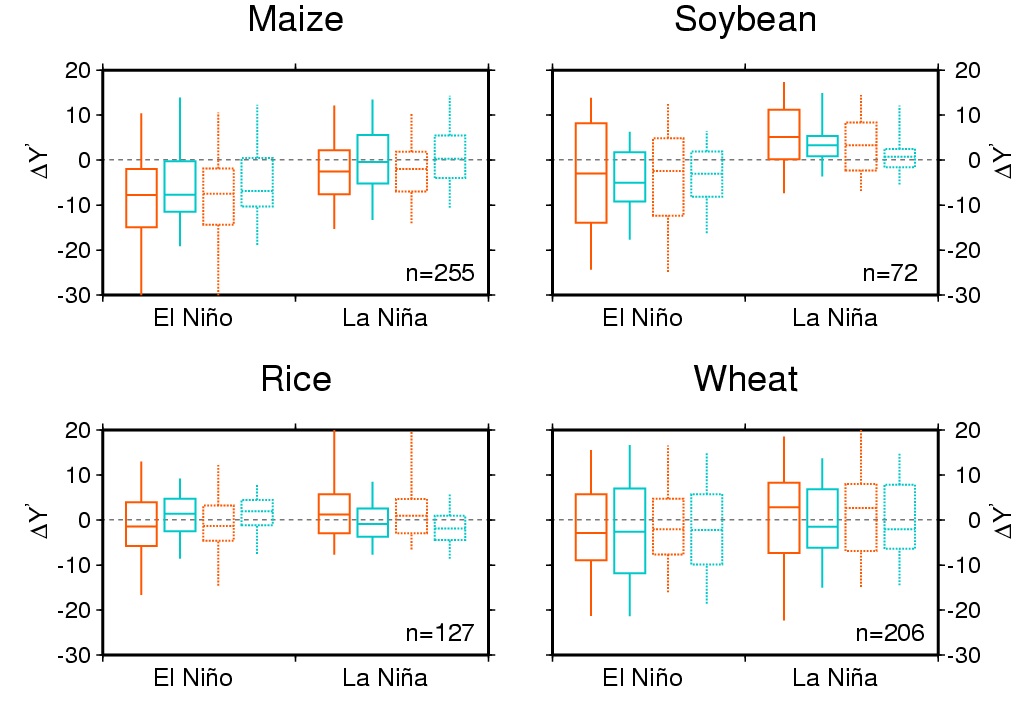 Maize
Soybean
20
10
0
-10
-20
-30
ΔY'
n=255
El Niño
La Niña
n=72
El Niño
La Niña
20
10
0
-10
-20
-30
ΔY'
Rice
Wheat
20
10
0
-10
-20
-30
ΔY'
n=127
El Niño
La Niña
n=206
El Niño
La Niña
20
10
0
-10
-20
-30
ΔY'